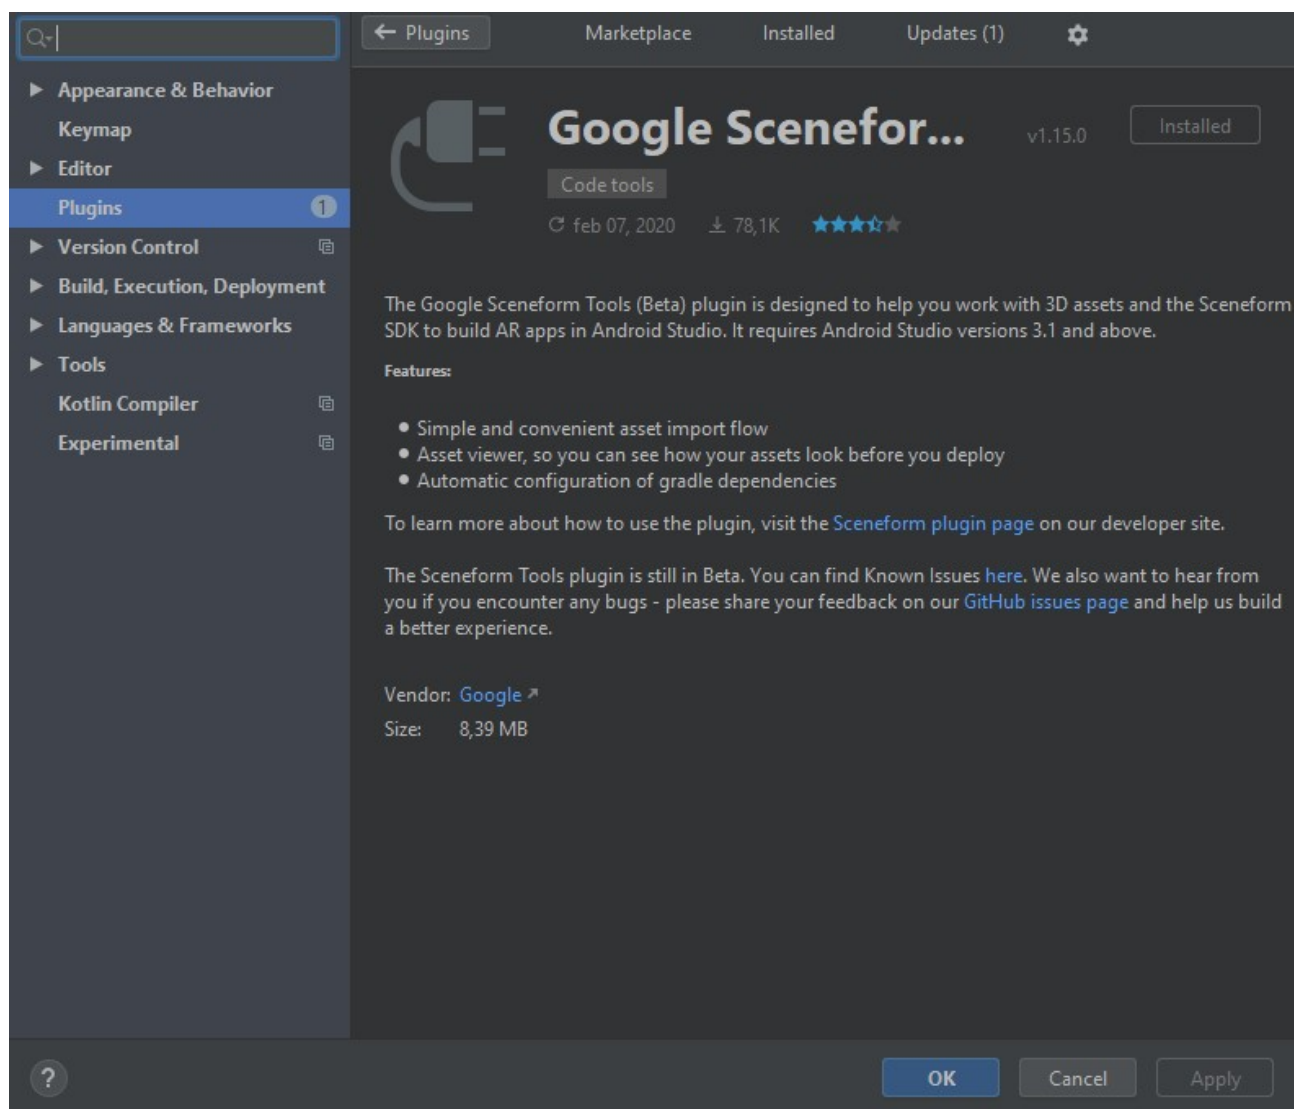 ← Plugins Marketplace Installed Updates (1)
Appearance & Behavior
Keymap
Editor
Plugins 1
Version Control
Build, Execution, Deployment
Languages & Frameworks
Tools
Kotlin Compiler
Experimental
Google Scenefor... v1.15.0 Installed
Code tools
feb 07, 2020 78,1K
The Google Sceneform Tools (Beta) plugin is designed to help you work with 3D assets and the Sceneform
SDK to build AR apps in Android Studio. It requires Android Studio versions 3.1 and above.
Features:
• Simple and convenient asset import flow
• Asset viewer, so you can see how your assets look before you deploy
• Automatic configuration of gradle dependencies
To learn more about how to use the plugin, visit the Sceneform plugin page on our developer site.
The Sceneform Tools plugin is still in Beta. You can find Known Issues here. We also want to hear from
you if you encounter any bugs - please share your feedback on our GitHub issues page and help us build
a better experience.
Vendor: Google
Size: 8,39 MB
? OK Cancel Apply